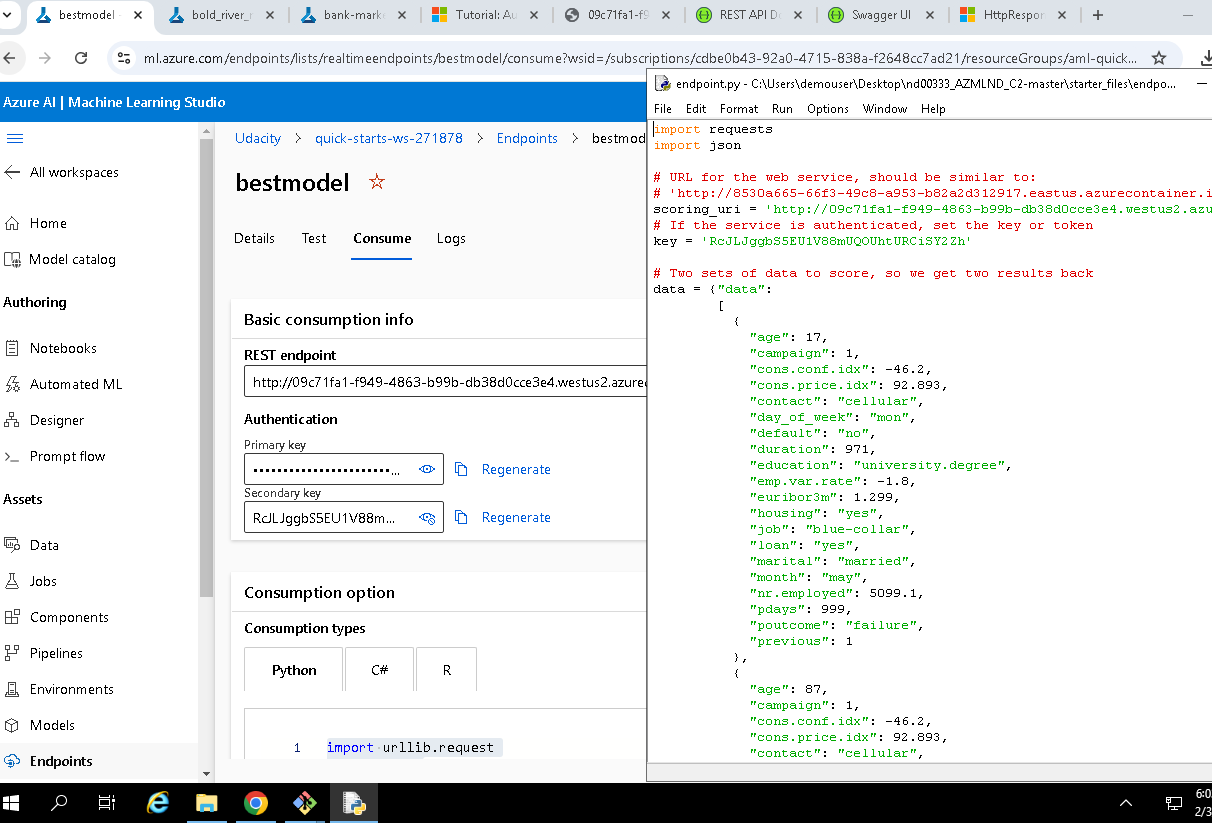 bestmodel -
bold_river_r
bank-mark
Tutorial: Au
09c71fa1-f9
REST API D
Swagger UI
HttpRespon
ml.azure.com/endpoints/lists/realtimeendpoints/bestmodel/consume?wsid=/subscriptions/cdbe0b43-92a0-4715-838a-f2648cc7ad21/resourceGroups/aml-quick...
Azure AI | Machine Learning Studio
All workspaces
Home
Model catalog
Authoring
Notebooks
Automated ML
Designer
Prompt flow
Assets
Data
Jobs
Components
Pipelines
Environments
Models
Endpoints
Udacity > quick-starts-ws-271878 > Endpoints > bestmod
bestmodel
Details Test Consume Logs
Basic consumption info
REST endpoint
http://09c71fa1-f949-4863-b99b-db38d0cce3e4.westus2.azurec
Authentication
Primary key
••••••••••••••••••••••••... Regenerate
Secondary key
RcJLJggbS5EU1V88m... Regenerate
Consumption option
Consumption types
Python C# R
1 import urllib.request
endpoint.py - C:\Users\demouser\Desktop\nd00333_AZMLND_C2-master\starter_files\endpo...
File Edit Format Run Options Window Help
import requests
import json
# URL for the web service, should be similar to:
# 'http://8530a665-66f3-49c8-a953-b82a2d312917.eastus.azurecontainer.i
scoring_uri = 'http://09c71fa1-f949-4863-b99b-db38d0cce3e4.westus2.azu
# If the service is authenticated, set the key or token
key = 'RcJLJggbS5EU1V88mUQOUhtURCiSY2Zh'
# Two sets of data to score, so we get two results back
data = {"data":
[
{
"age": 17,
"campaign": 1,
"cons.conf.idx": -46.2,
"cons.price.idx": 92.893,
"contact": "cellular",
"day_of_week": "mon",
"default": "no",
"duration": 971,
"education": "university.degree",
"emp.var.rate": -1.8,
"euribor3m": 1.299,
"housing": "yes",
"job": "blue-collar",
"loan": "yes",
"marital": "married",
"month": "may",
"nr.employed": 5099.1,
"pdays": 999,
"poutcome": "failure",
"previous": 1
},
{
"age": 87,
"campaign": 1,
"cons.conf.idx": -46.2,
"cons.price.idx": 92.893,
"contact": "cellular",
6:0
2/3